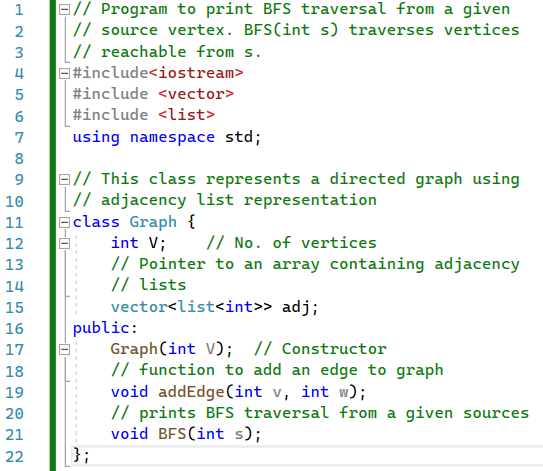 1 // Program to print BFS traversal from a given
2 // source vertex. BFS(int s) traverses vertices
3 // reachable from s.
4 #include<iostream>
5 #include <vector>
6 #include <list>
7 using namespace std;
8
9 // This class represents a directed graph using
10 // adjacency list representation
11 class Graph {
12     int V;    // No. of vertices
13     // Pointer to an array containing adjacency
14     // lists
15     vector<list<int>> adj;
16 public:
17     Graph(int V);  // Constructor
18     // function to add an edge to graph
19     void addEdge(int v, int w);
20     // prints BFS traversal from a given sources
21     void BFS(int s);
22 };